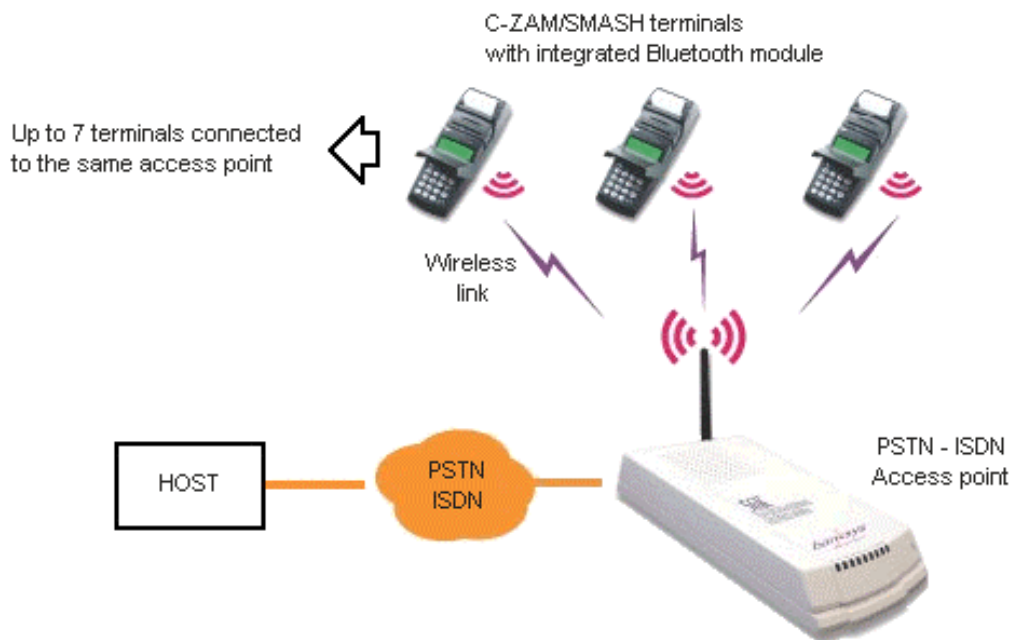 C-ZAM/SMASH terminals
with integrated Bluetooth module
Up to 7 terminals connected
to the same access point
Wireless
link
HOST
PSTN
ISDN
PSTN - ISDN
Access point
banksys